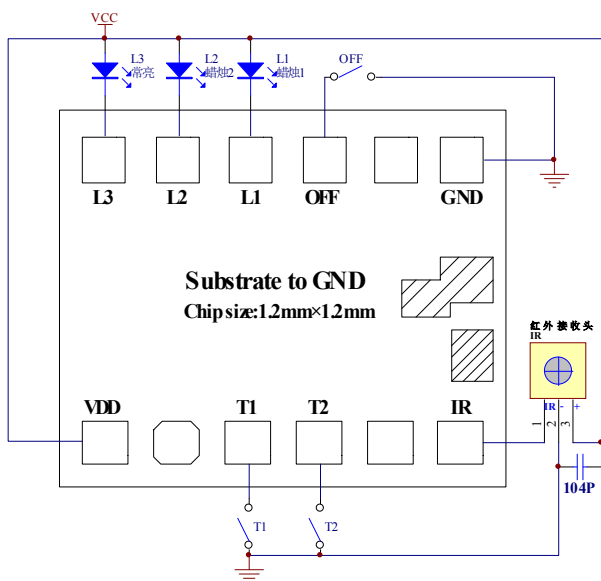 VCC
L3
常亮
L2
蜡烛2
L1
蜡烛1
OFF
L3 L2 L1 OFF GND
Substrate to GND
Chip size:1.2mm×1.2mm
红外接收头
IR
IR - +
1 2 3
VDD T1 T2 IR
104P
T1 T2